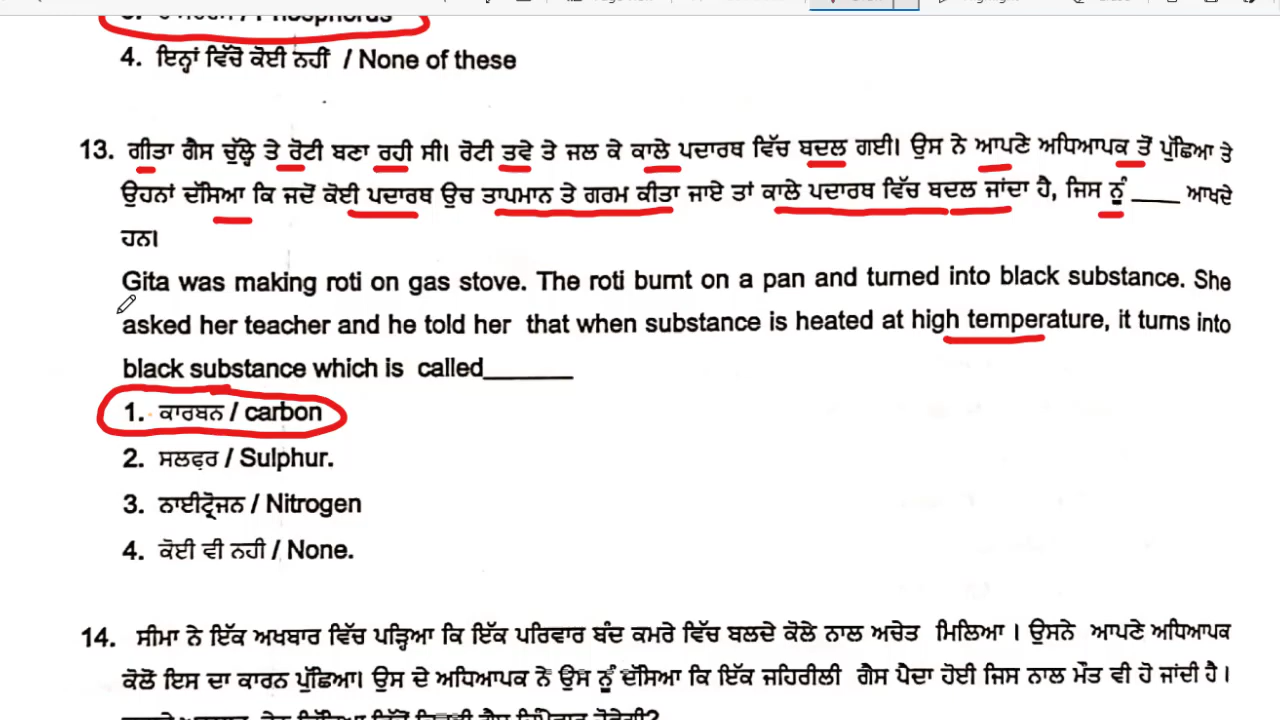 4. ਇਨ੍ਹਾਂ ਵਿੱਚੋਂ ਕੋਈ ਨਹੀਂ / None of these
13. ਗੀਤਾ ਗੈਸ ਚੁੱਲ੍ਹੇ ਤੇ ਰੋਟੀ ਬਣਾ ਰਹੀ ਸੀ। ਰੋਟੀ ਤਵੇ ਤੇ ਜਲ ਕੇ ਕਾਲੇ ਪਦਾਰਥ ਵਿੱਚ ਬਦਲ ਗਈ। ਉਸ ਨੇ ਆਪਣੇ ਅਧਿਆਪਕ ਤੋਂ ਪੁੱਛਿਆ ਤੇ
ਉਹਨਾਂ ਦੱਸਿਆ ਕਿ ਜਦੋਂ ਕੋਈ ਪਦਾਰਥ ਉਚ ਤਾਪਮਾਨ ਤੇ ਗਰਮ ਕੀਤਾ ਜਾਏ ਤਾਂ ਕਾਲੇ ਪਦਾਰਥ ਵਿੱਚ ਬਦਲ ਜਾਂਦਾ ਹੈ, ਜਿਸ ਨੂੰ ____ ਆਖਦੇ
ਹਨ।
Gita was making roti on gas stove. The roti burnt on a pan and turned into black substance. She
asked her teacher and he told her that when substance is heated at high temperature, it turns into
black substance which is called______
1. ਕਾਰਬਨ / carbon
2. ਸਲਫ਼ਰ / Sulphur.
3. ਨਾਈਟ੍ਰੋਜਨ / Nitrogen
4. ਕੋਈ ਵੀ ਨਹੀ / None.
14. ਸੀਮਾ ਨੇ ਇੱਕ ਅਖਬਾਰ ਵਿੱਚ ਪੜ੍ਹਿਆ ਕਿ ਇੱਕ ਪਰਿਵਾਰ ਬੰਦ ਕਮਰੇ ਵਿੱਚ ਬਲਦੇ ਕੋਲੇ ਨਾਲ ਅਚੇਤ ਮਿਲਿਆ । ਉਸਨੇ ਆਪਣੇ ਅਧਿਆਪਕ
ਕੋਲੋਂ ਇਸ ਦਾ ਕਾਰਨ ਪੁੱਛਿਆ। ਉਸ ਦੇ ਅਧਿਆਪਕ ਨੇ ਉਸ ਨੂੰ ਦੱਸਿਆ ਕਿ ਇੱਕ ਜਹਿਰੀਲੀ ਗੈਸ ਪੈਦਾ ਹੋਈ ਜਿਸ ਨਾਲ ਮੌਤ ਵੀ ਹੋ ਜਾਂਦੀ ਹੈ।